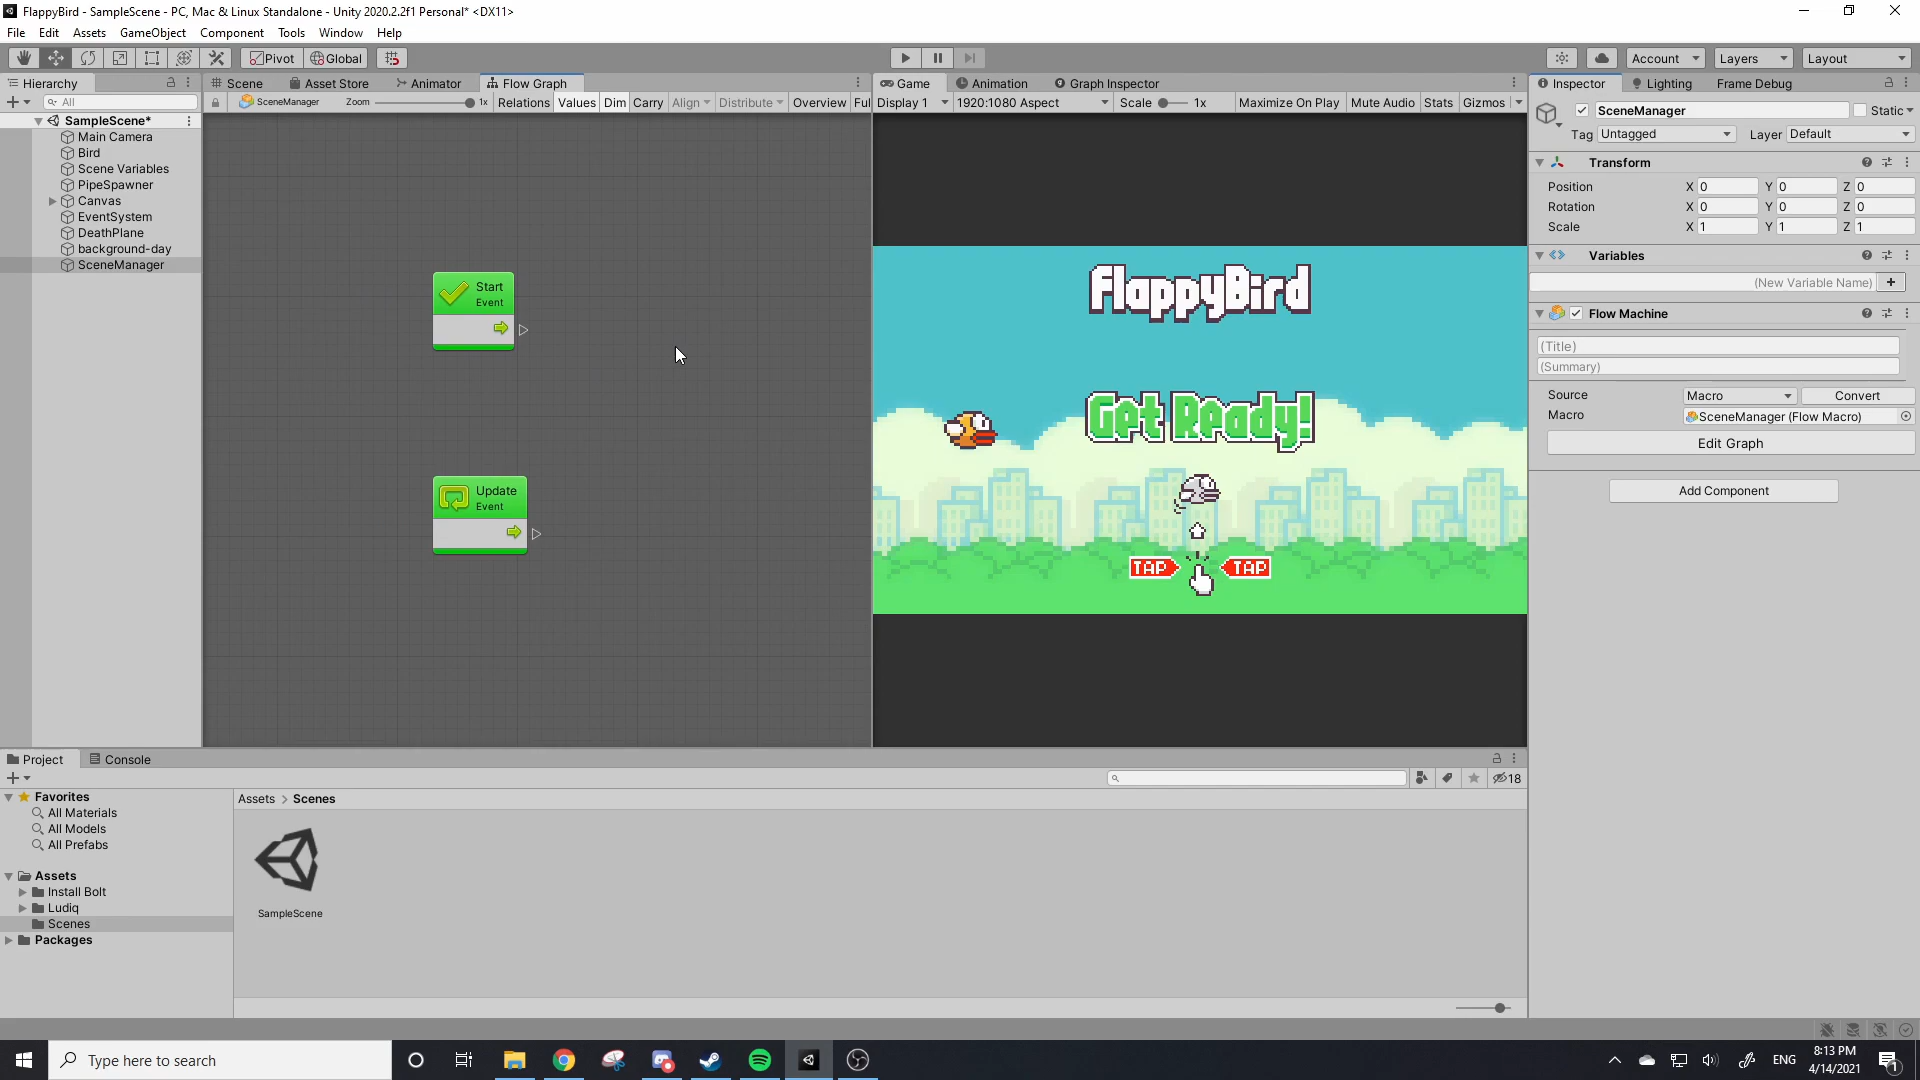 FlappyBird - SampleScene - PC, Mac & Linux Standalone - Unity 2020.2.2f1 Personal* <DX11>
File Edit Assets GameObject Component Tools Window Help
Pivot Global Account Layers Layout
Hierarchy Scene Asset Store Animator Flow Graph Game Animation Graph Inspector Inspector Lighting Frame Debug
All SceneManager Zoom 1x Relations Values Dim Carry Align Distribute Overview Ful Display 1 1920:1080 Aspect Scale 1x Maximize On Play Mute Audio Stats Gizmos
SampleScene*
Main Camera
Bird
Scene Variables
PipeSpawner
Canvas
EventSystem
DeathPlane
background-day
SceneManager
Start
Event
Update
Event
FlappyBird
Get Ready!
TAP TAP
SceneManager Static
Tag Untagged Layer Default
Transform
Position X 0 Y 0 Z 0
Rotation X 0 Y 0 Z 0
Scale X 1 Y 1 Z 1
Variables
(New Variable Name)
Flow Machine
(Title)
(Summary)
Source Macro Convert
Macro SceneManager (Flow Macro)
Edit Graph
Add Component
Project Console
18
Favorites
All Materials
All Models
All Prefabs
Assets
Install Bolt
Ludiq
Scenes
Packages
Assets > Scenes
SampleScene
Type here to search
ENG
8:13 PM
4/14/2021
1